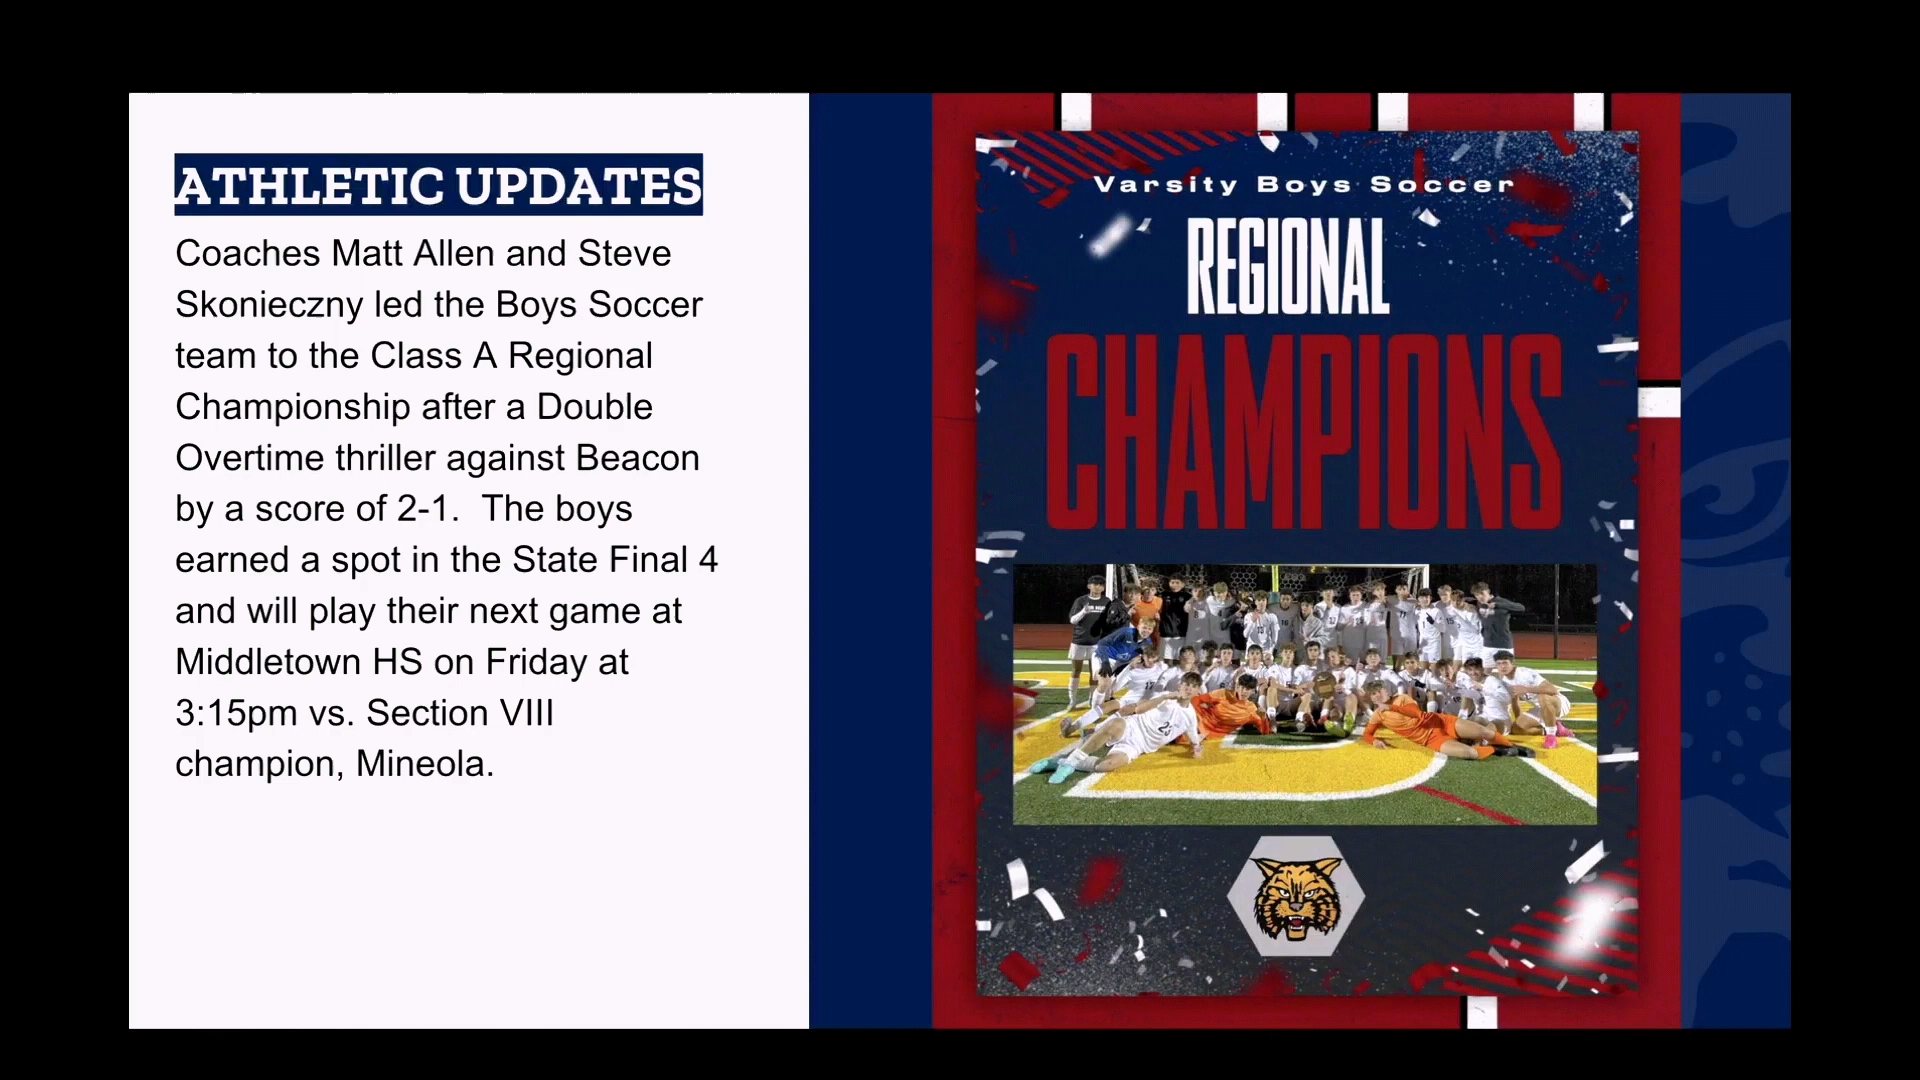 ATHLETIC UPDATES
Coaches Matt Allen and Steve
Skonieczny led the Boys Soccer
team to the Class A Regional
Championship after a Double
Overtime thriller against Beacon
by a score of 2-1.  The boys
earned a spot in the State Final 4
and will play their next game at
Middletown HS on Friday at
3:15pm vs. Section VIII
champion, Mineola.
Varsity Boys Soccer
REGIONAL
CHAMPIONS